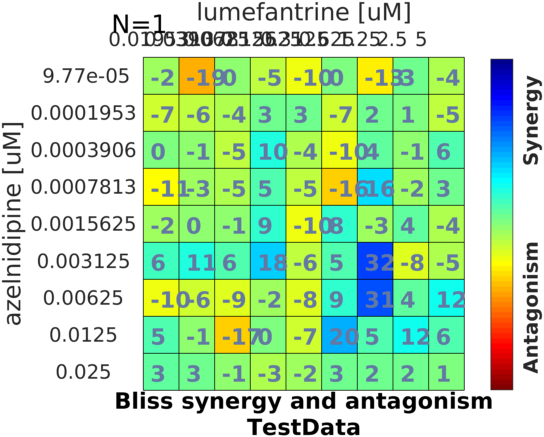 lumefantrine [uM]
N=1
2.5 5
9.77e-05 -2 -19 0 -5 -10 0 -13 3 -4
0.0001953 -7 -6 -4 3 3 -7 2 1 -5
0.0003906 0 -1 -5 10 -4 -10 4 -1 6
0.0007813 -11 -3 -5 5 -5 -16 16 -2 3
0.0015625 -2 0 -1 9 -10 8 -3 4 -4
0.003125 6 11 6 18 -6 5 32 -8 -5
0.00625 -10 -6 -9 -2 -8 9 31 4 12
0.0125 5 -1 -17 0 -7 20 5 12 6
0.025 3 3 -1 -3 -2 3 2 2 1
azelnidipine [uM]
Synergy
Antagonism
Bliss synergy and antagonism
TestData